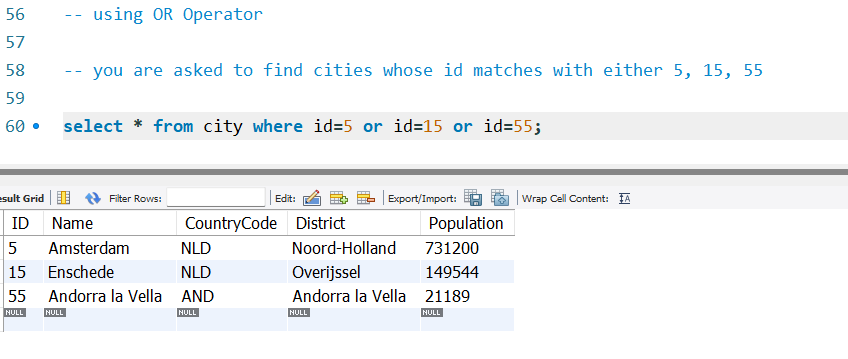 56 -- using OR Operator
57
58 -- you are asked to find cities whose id matches with either 5, 15, 55
59
60 select * from city where id=5 or id=15 or id=55;
esult Grid Filter Rows: Edit: Export/Import: Wrap Cell Content:
ID Name CountryCode District Population
5 Amsterdam NLD Noord-Holland 731200
15 Enschede NLD Overijssel 149544
55 Andorra la Vella AND Andorra la Vella 21189
NULL NULL NULL NULL NULL